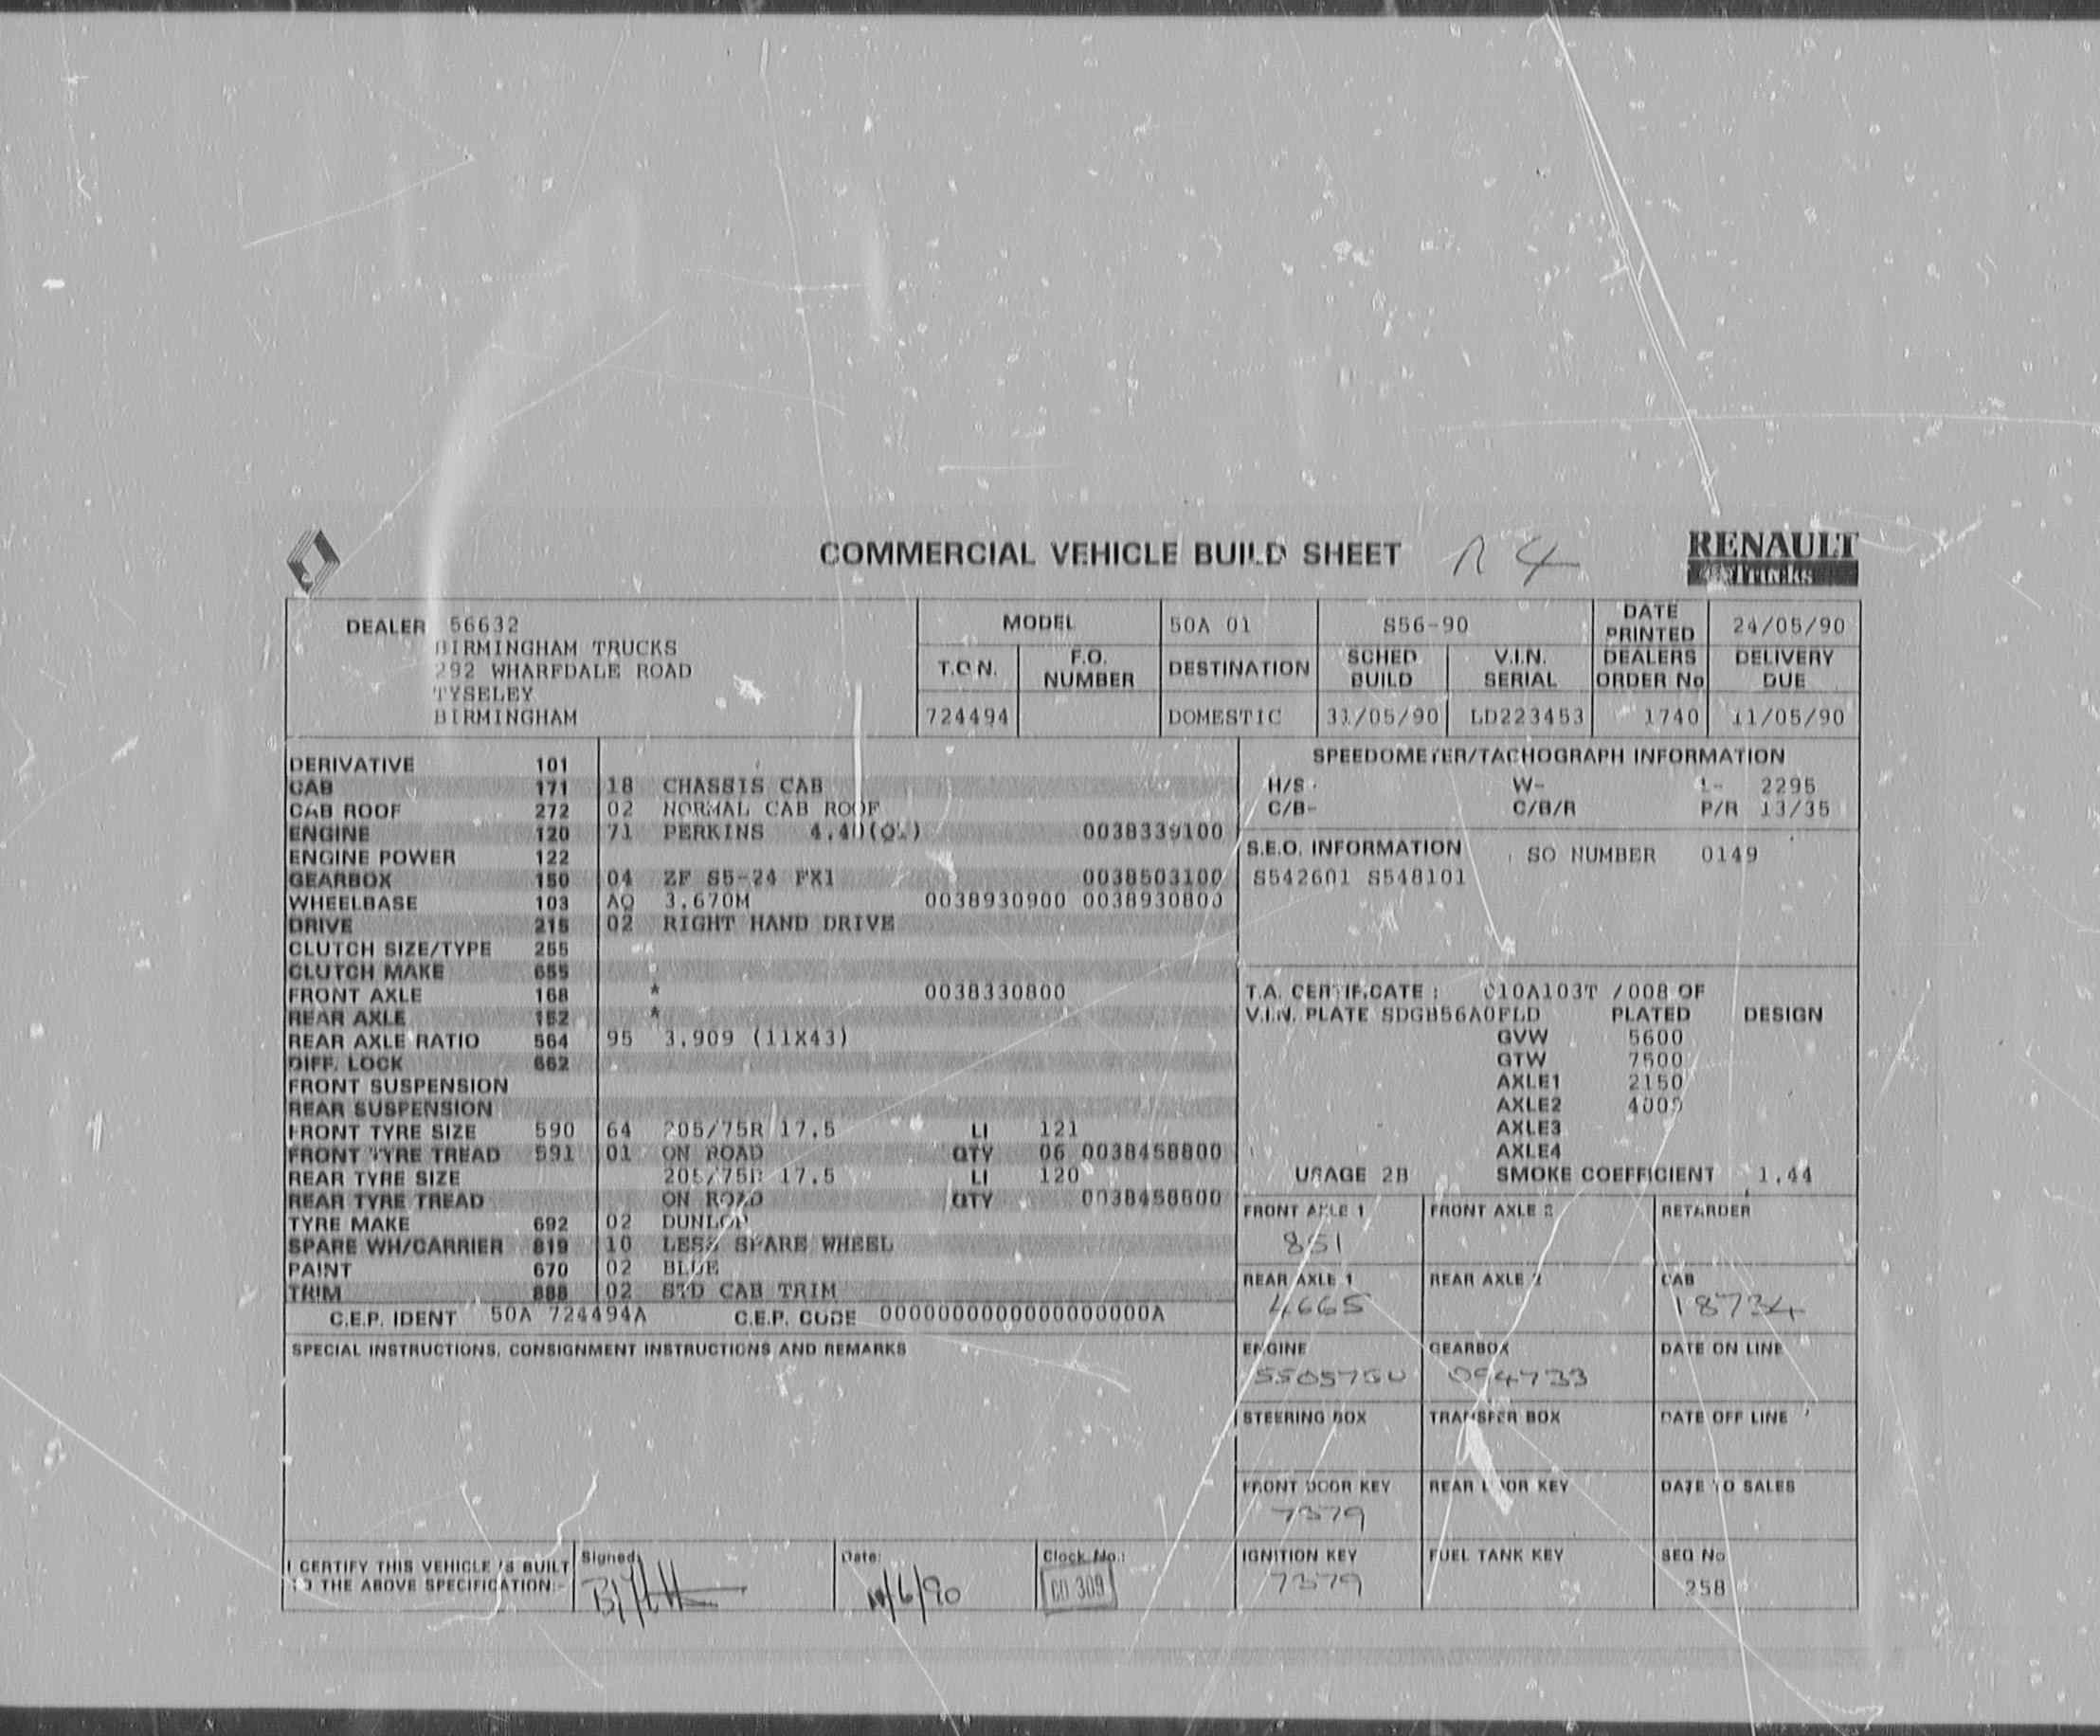 COMMERCIAL VEHICLE BUILD SHEET
RENAULT
Trucks
DEALER 56632
BIRMINGHAM TRUCKS
292 WHARFDALE ROAD
TYSELEY
BIRMINGHAM
MODEL 50A 01 S56-90 DATE PRINTED 24/05/90
T.O.N. F.O. NUMBER DESTINATION SCHED BUILD V.I.N. SERIAL DEALERS ORDER No DELIVERY DUE
724494 DOMESTIC 31/05/90 LD223453 1740 11/05/90
DERIVATIVE 101
CAB 171 18 CHASSIS CAB
CAB ROOF 272 02 NORMAL CAB ROOF
ENGINE 120 71 PERKINS 0038339100
ENGINE POWER 122
GEARBOX 150 04 ZF S5-24 FX1 0038503100
WHEELBASE 103 AQ 3.670M 0038930900 0038930800
DRIVE 215 02 RIGHT HAND DRIVE
CLUTCH SIZE/TYPE 255
CLUTCH MAKE 655
FRONT AXLE 168 * 0038330800
REAR AXLE 152 *
REAR AXLE RATIO 564 95 3.909 (11X43)
DIFF. LOCK 662
FRONT SUSPENSION
REAR SUSPENSION
FRONT TYRE SIZE 590 64 205/75R 17.5 LI 121
FRONT TYRE TREAD 591 01 ON ROAD QTY 06 0038458800
REAR TYRE SIZE 205/75R 17.5 LI 120
REAR TYRE TREAD ON ROAD QTY 0038458800
TYRE MAKE 692 02 DUNLOP
SPARE WH/CARRIER 819 10 LESS SPARE WHEEL
PAINT 670 02 BLUE
TRIM 888 02 STD CAB TRIM
C.E.P. IDENT 50A 724494A C.E.P. CODE 0000000000000000000A
SPECIAL INSTRUCTIONS, CONSIGNMENT INSTRUCTIONS AND REMARKS
SPEEDOMETER/TACHOGRAPH INFORMATION
H/S- W- L- 2295
C/B- C/B/R P/R 13/35
S.E.O. INFORMATION SO NUMBER 0149
S542601 S548101
T.A. CERTIFICATE : 010A103T /008 OF
V.I.N. PLATE SDGB56A0FLD PLATED DESIGN
GVW 5600
GTW 7500
AXLE1 2150
AXLE2 4005
AXLE3
AXLE4
USAGE 2B SMOKE COEFFICIENT 1.44
FRONT AXLE 1 FRONT AXLE 2 RETARDER
851
REAR AXLE 1 REAR AXLE 2 CAB
4665 18734
ENGINE GEARBOX DATE ON LINE
094733
STEERING BOX TRANSFER BOX DATE OFF LINE
FRONT DOOR KEY REAR DOOR KEY DATE TO SALES
7379
IGNITION KEY FUEL TANK KEY SEQ No
7379 258
I CERTIFY THIS VEHICLE IS BUILT
TO THE ABOVE SPECIFICATION:-
Signed: Date: Clock No.:
CD 309